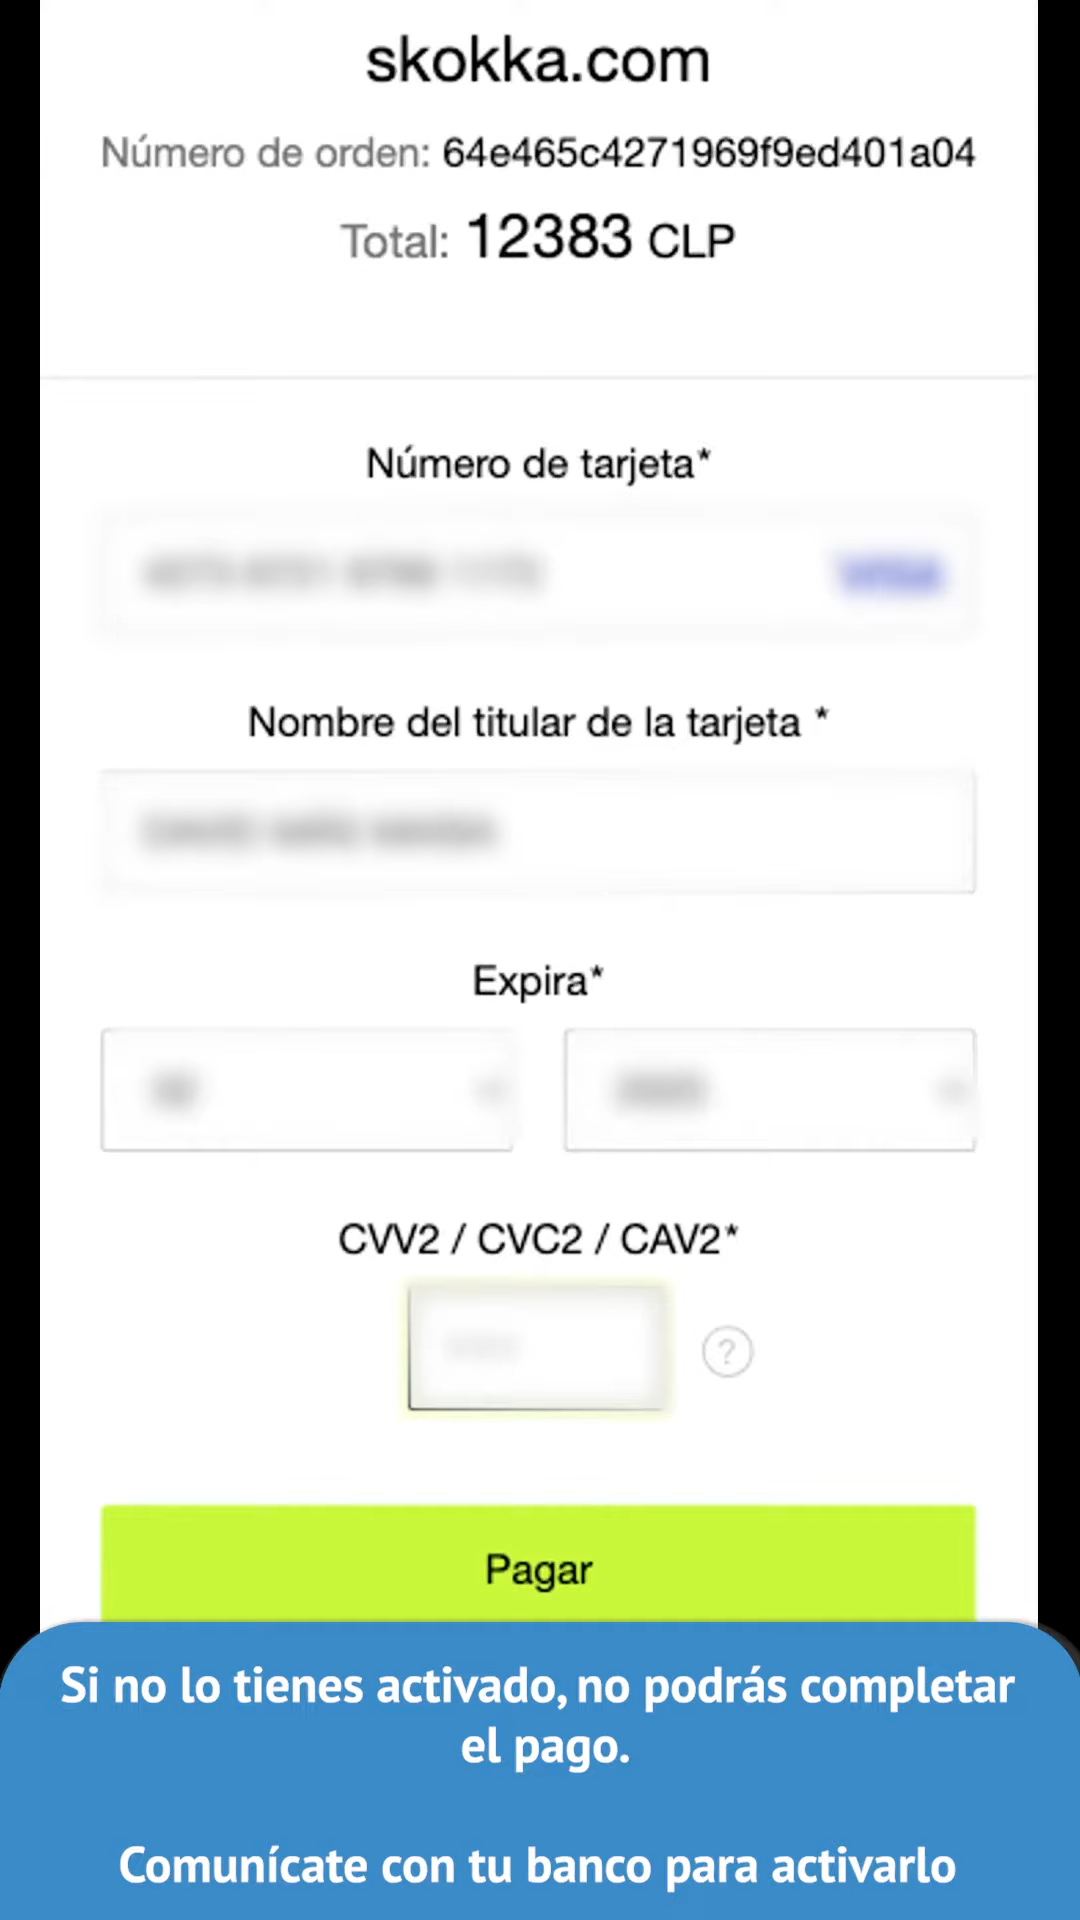 skokka.com
Número de orden: 64e465c4271969f9ed401a04
Total: 12383 CLP
Número de tarjeta*
Nombre del titular de la tarjeta *
Expira*
CVV2 / CVC2 / CAV2*
?
Pagar
Si no lo tienes activado, no podrás completar
el pago.
Comunícate con tu banco para activarlo